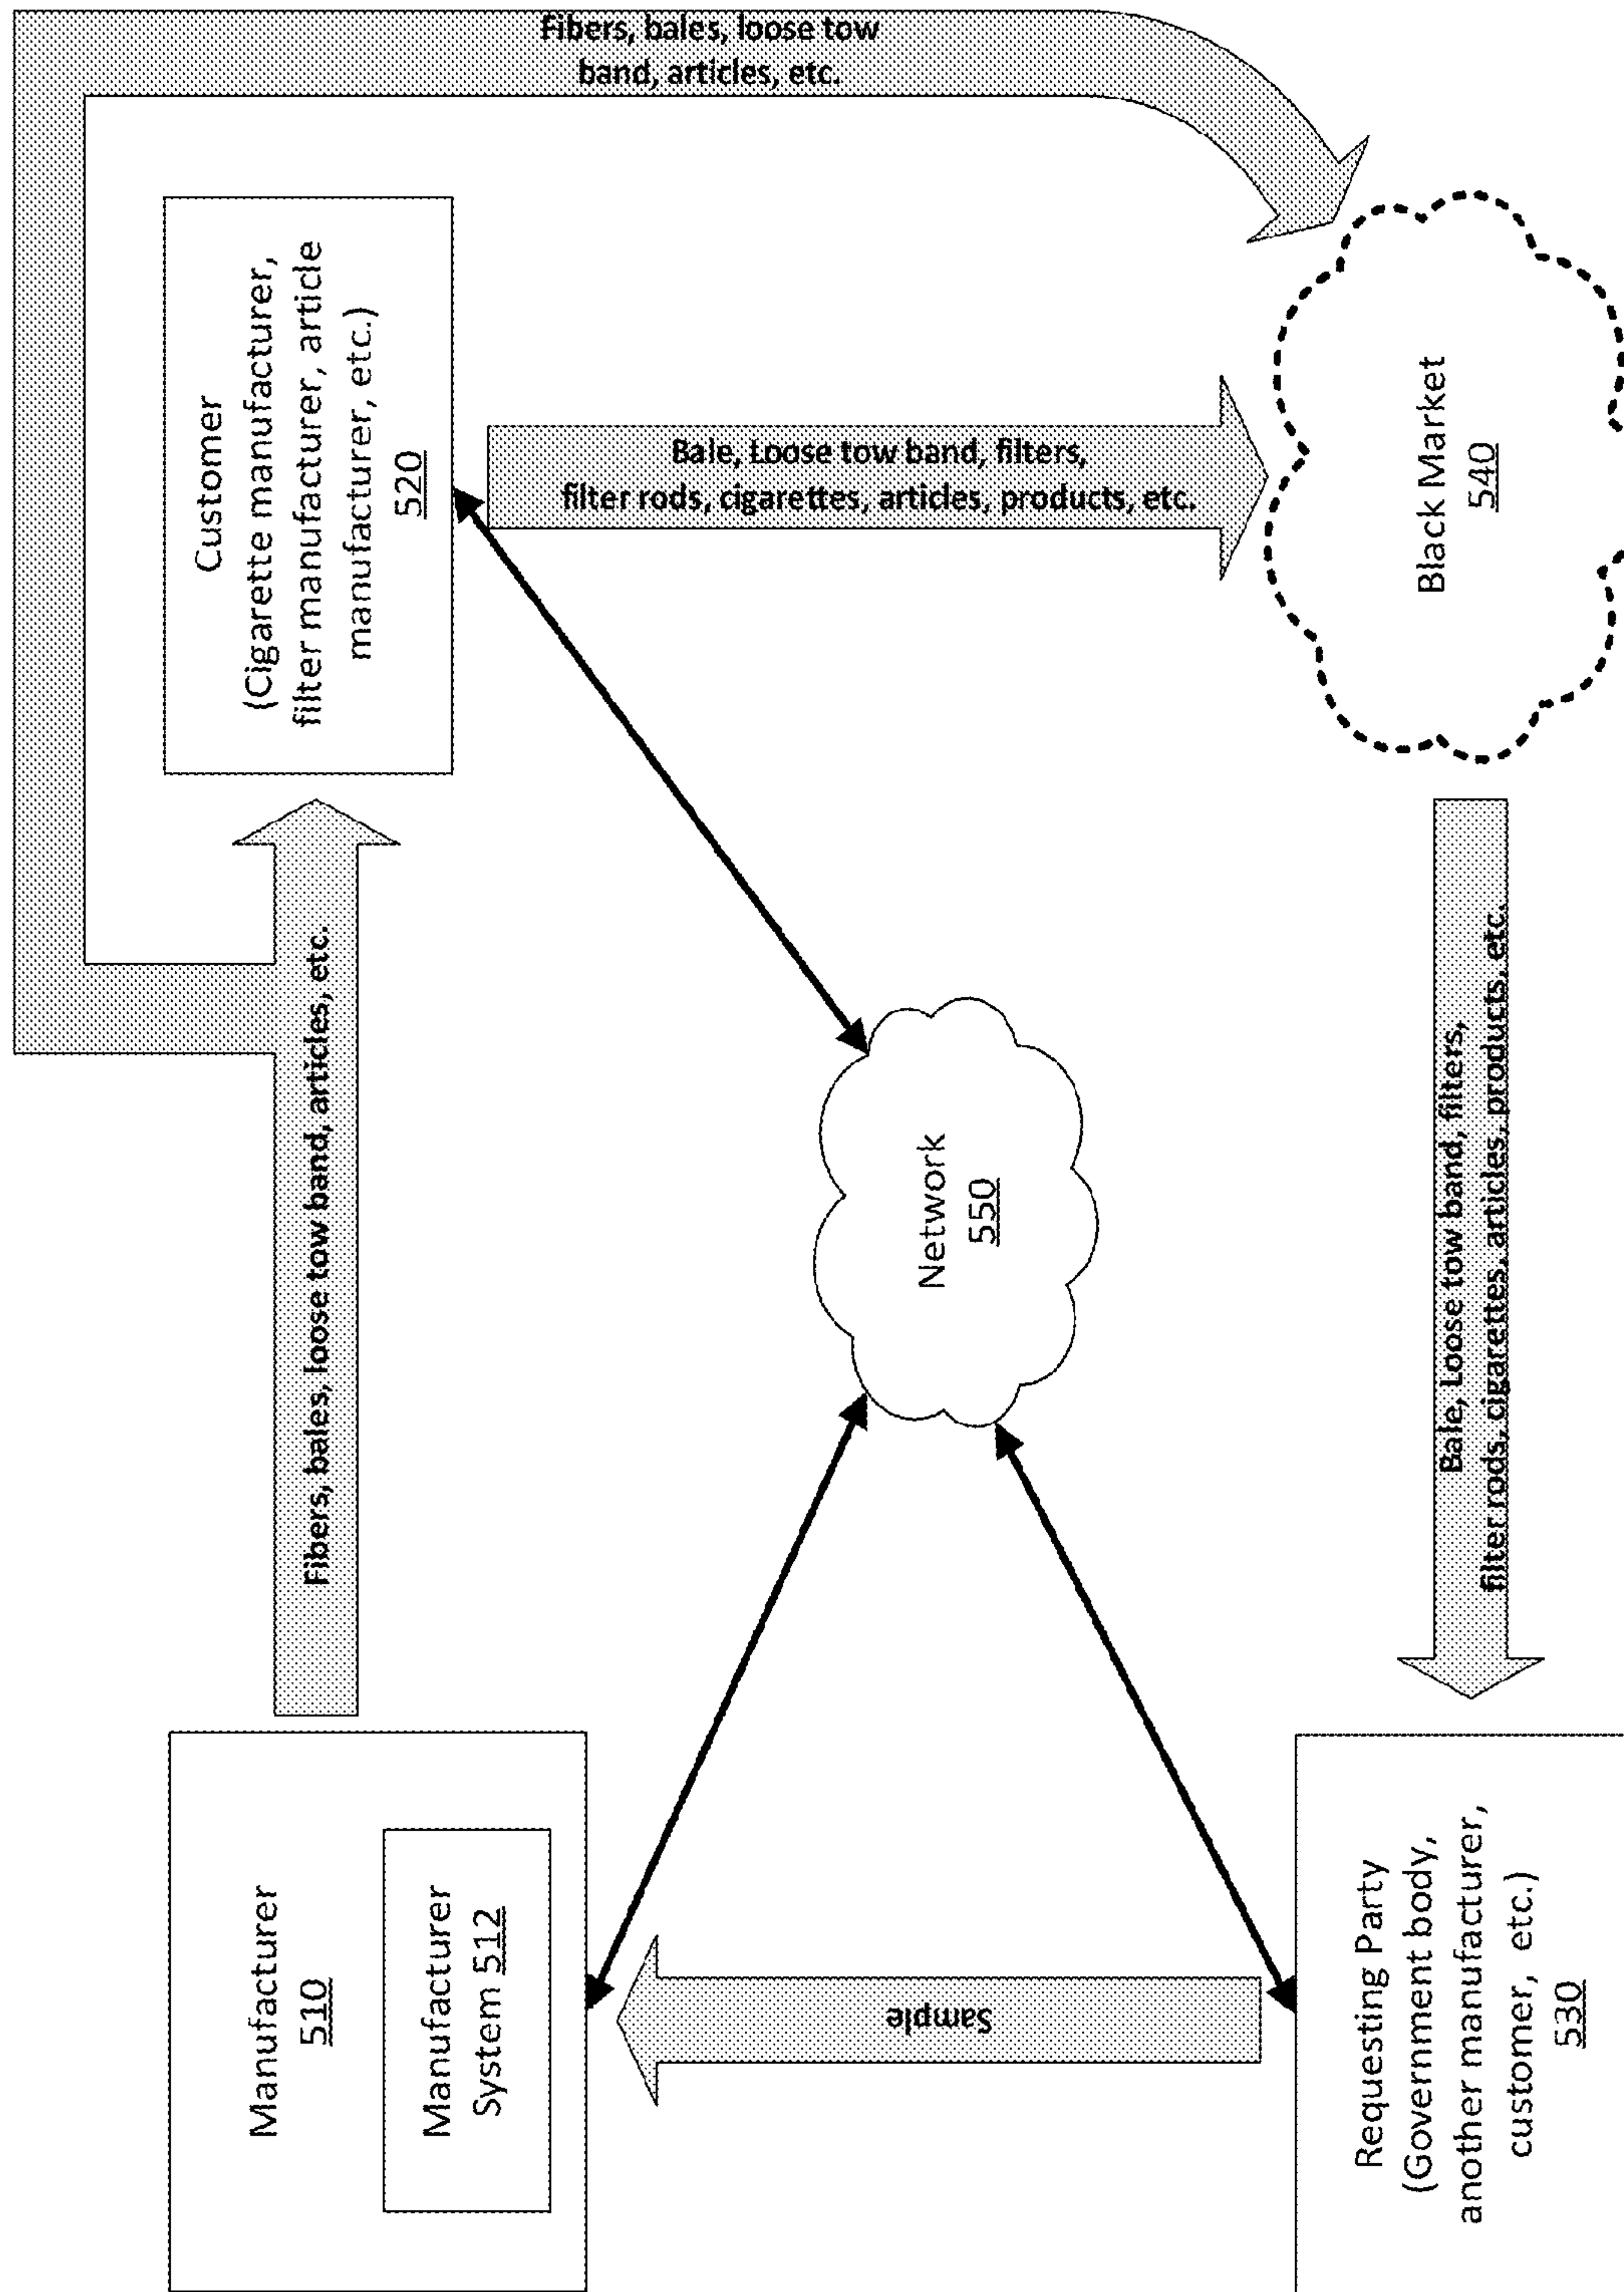 Manufacturer
510
Manufacturer
System 512
Fibers, bales, loose tow band, articles, etc.
Customer
(Cigarette manufacturer,
filter manufacturer, article
manufacturer, etc.)
520
Fibers, bales, loose tow
band, articles, etc.
Bale, Loose tow band, filters,
filter rods, cigarettes, articles, products, etc.
Network
550
Sample
Requesting Party
(Government body,
another manufacturer,
customer, etc.)
530
Bale, Loose tow band, filters,
filter rods, cigarettes, articles, products, etc.
Black Market
540